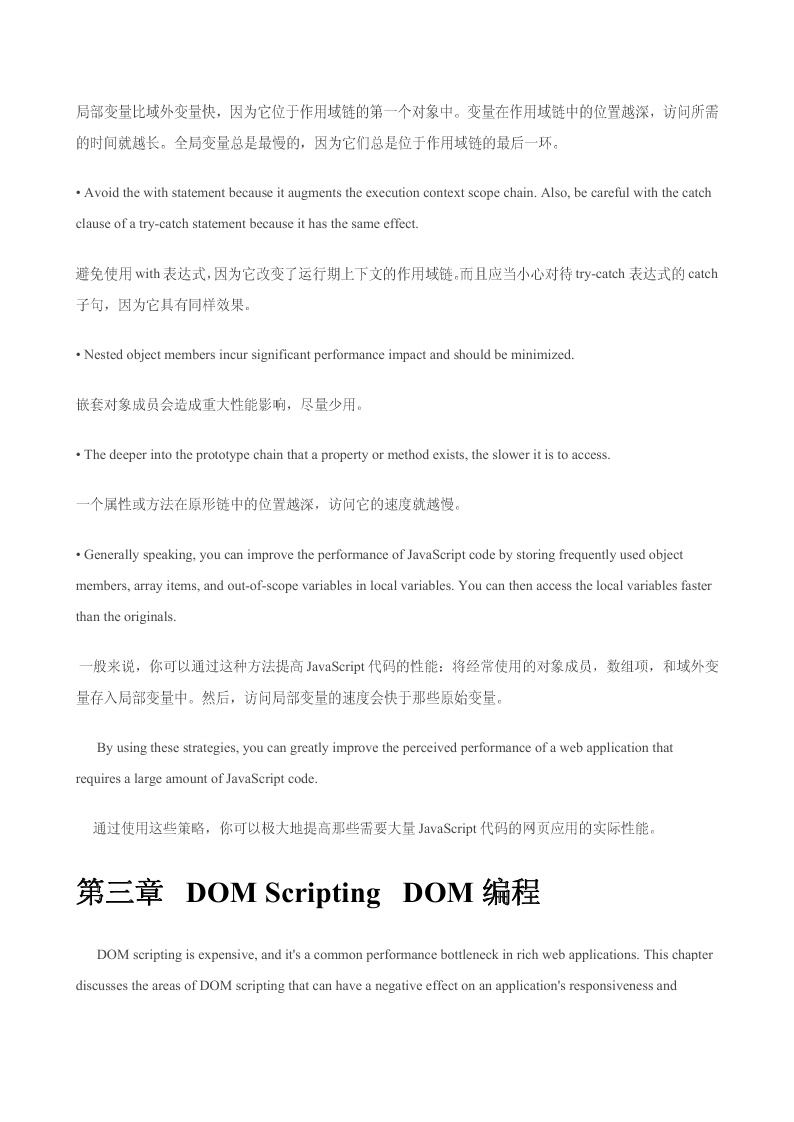 局部变量比域外变量快，因为它位于作用域链的第一个对象中。变量在作用域链中的位置越深，访问所需
的时间就越长。全局变量总是最慢的，因为它们总是位于作用域链的最后一环。
• Avoid the with statement because it augments the execution context scope chain. Also, be careful with the catch
clause of a try-catch statement because it has the same effect.
避免使用 with 表达式，因为它改变了运行期上下文的作用域链。而且应当小心对待 try-catch 表达式的 catch
子句，因为它具有同样效果。
• Nested object members incur significant performance impact and should be minimized.
嵌套对象成员会造成重大性能影响，尽量少用。
• The deeper into the prototype chain that a property or method exists, the slower it is to access.
一个属性或方法在原形链中的位置越深，访问它的速度就越慢。
• Generally speaking, you can improve the performance of JavaScript code by storing frequently used object
members, array items, and out-of-scope variables in local variables. You can then access the local variables faster
than the originals.
一般来说，你可以通过这种方法提高 JavaScript 代码的性能：将经常使用的对象成员，数组项，和域外变
量存入局部变量中。然后，访问局部变量的速度会快于那些原始变量。
By using these strategies, you can greatly improve the perceived performance of a web application that
requires a large amount of JavaScript code.
通过使用这些策略，你可以极大地提高那些需要大量 JavaScript 代码的网页应用的实际性能。
第三章 DOM Scripting DOM 编程
DOM scripting is expensive, and it's a common performance bottleneck in rich web applications. This chapter
discusses the areas of DOM scripting that can have a negative effect on an application's responsiveness and